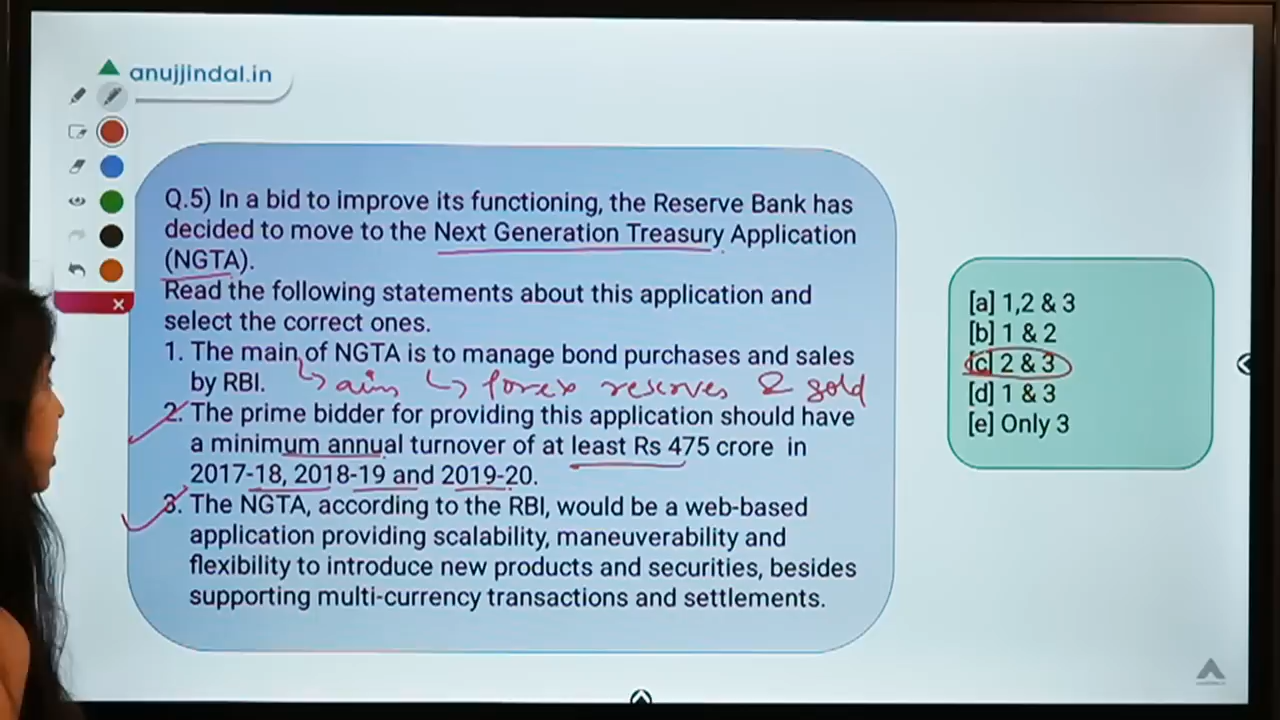 anujjindal.in
Q.5) In a bid to improve its functioning, the Reserve Bank has
decided to move to the Next Generation Treasury Application
(NGTA).
Read the following statements about this application and
select the correct ones.
1. The main of NGTA is to manage bond purchases and sales
by RBI.
aim forex reserves & gold
2. The prime bidder for providing this application should have
a minimum annual turnover of at least Rs 475 crore in
2017-18, 2018-19 and 2019-20.
3. The NGTA, according to the RBI, would be a web-based
application providing scalability, maneuverability and
flexibility to introduce new products and securities, besides
supporting multi-currency transactions and settlements.
[a] 1,2 & 3
[b] 1 & 2
[c] 2 & 3
[d] 1 & 3
[e] Only 3